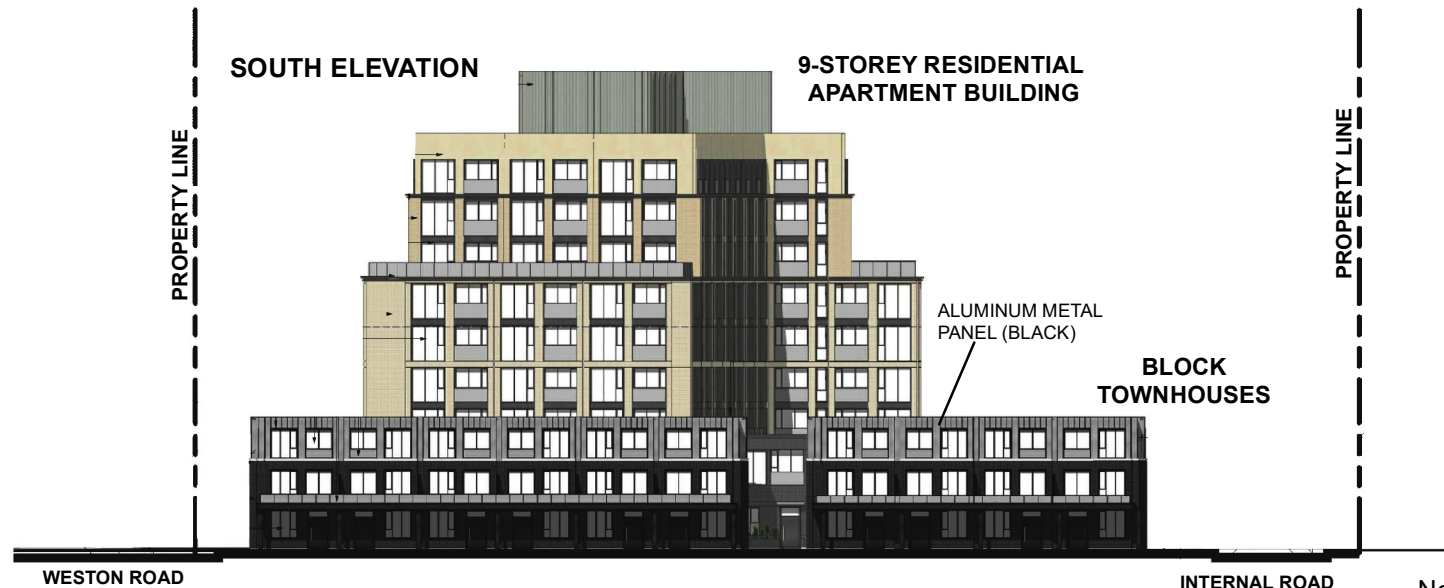 SOUTH ELEVATION
9-STOREY RESIDENTIAL
APARTMENT BUILDING
PROPERTY LINE
PROPERTY LINE
ALUMINUM METAL
PANEL (BLACK)
BLOCK
TOWNHOUSES
WESTON ROAD
INTERNAL ROAD